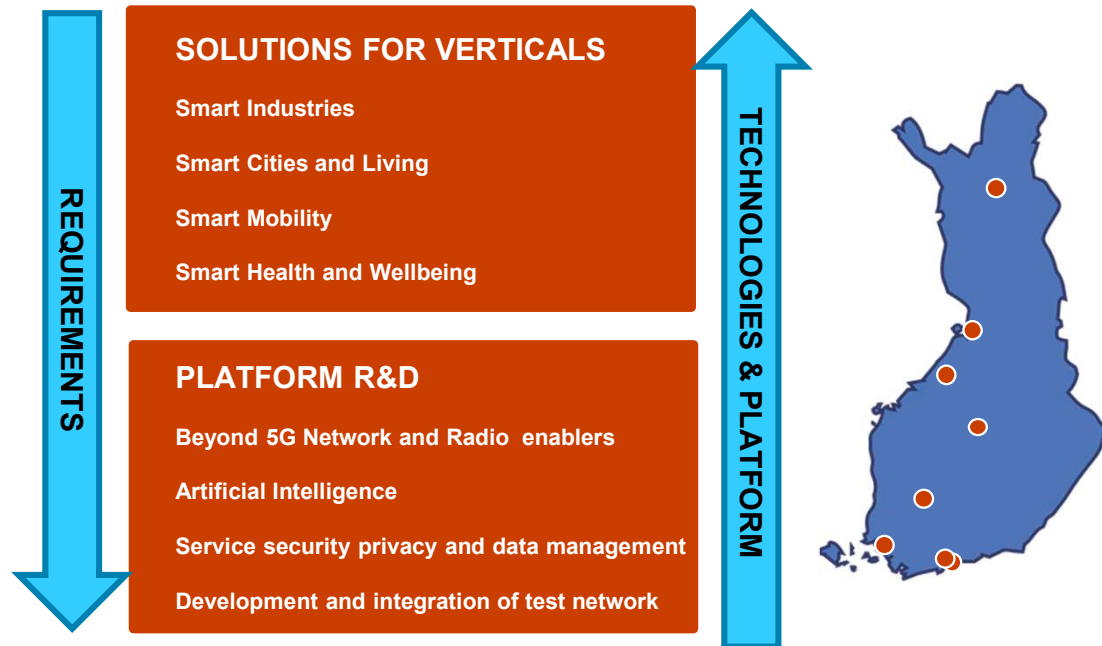 REQUIREMENTS
SOLUTIONS FOR VERTICALS
Smart Industries
Smart Cities and Living
Smart Mobility
Smart Health and Wellbeing
PLATFORM R&D
Beyond 5G Network and Radio enablers
Artificial Intelligence
Service security privacy and data management
Development and integration of test network
TECHNOLOGIES & PLATFORM